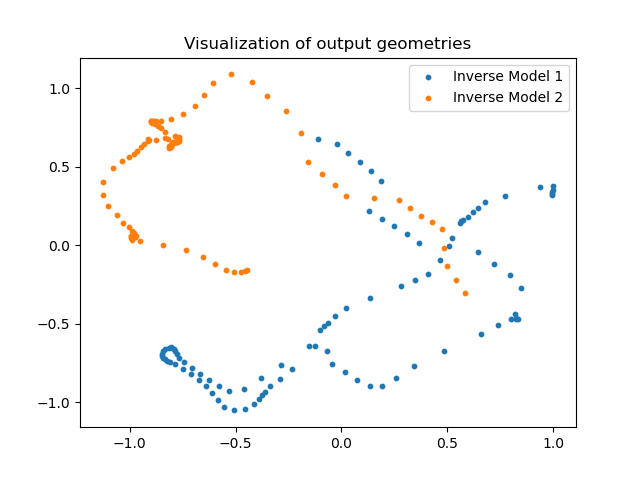 Visualization of output geometries
Inverse Model 1
Inverse Model 2
1.0
0.5
0.0
−0.5
−1.0
−1.0 −0.5 0.0 0.5 1.0